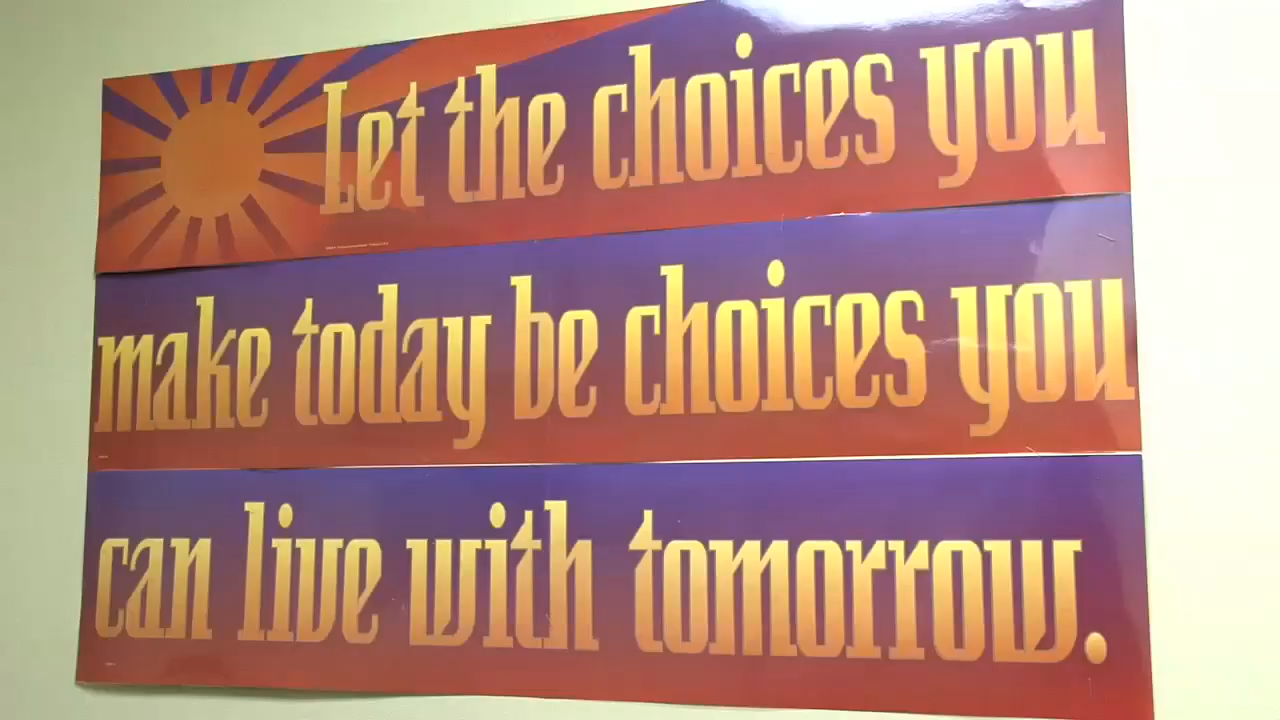 Let the choices you
make today be choices you
can live with tomorrow.